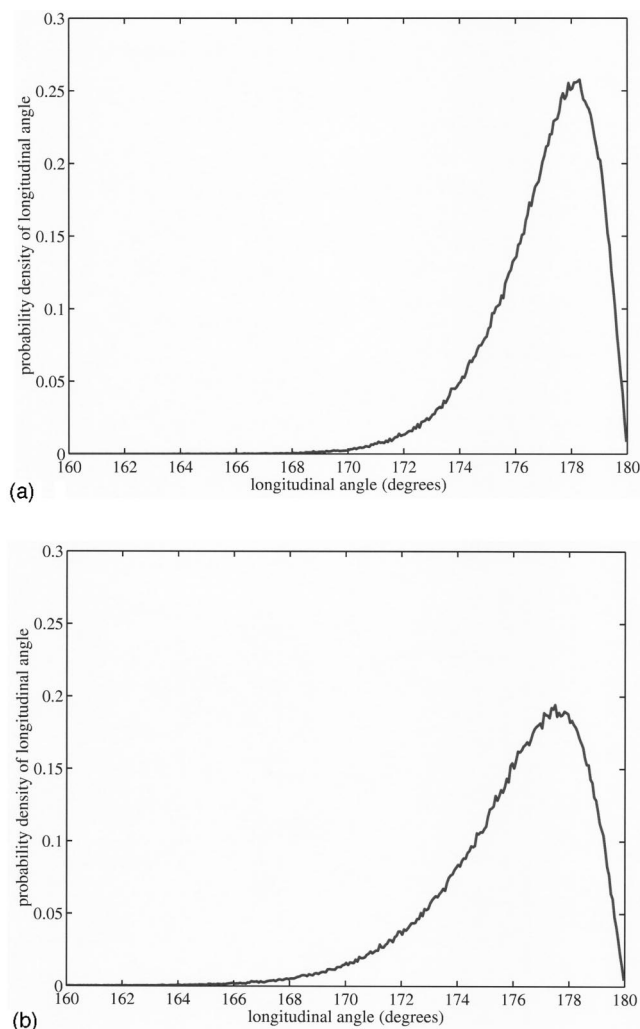 0.3
0.25
0.2
0.15
0.1
0.05
0
probability density of longitudinal angle
160 162 164 166 168 170 172 174 176 178 180
longitudinal angle (degrees)
(a)
0.3
0.25
0.2
0.15
0.1
0.05
0
probability density of longitudinal angle
160 162 164 166 168 170 172 174 176 178 180
longitudinal angle (degrees)
(b)